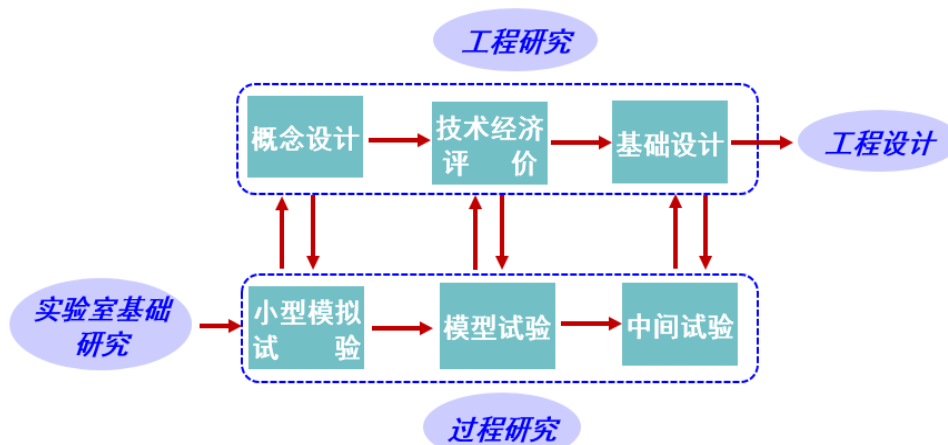 工程研究
概念设计
技术经济
评 价
基础设计
工程设计
实验室基础
研究
小型模拟
试 验
模型试验
中间试验
过程研究